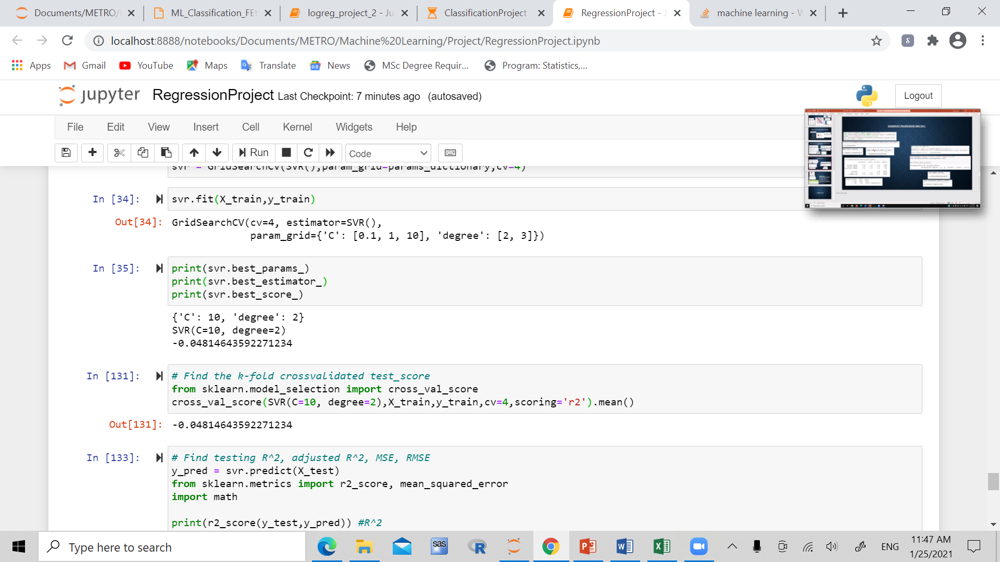 Documents/METRO/
ML_Classification_FE
logreg_project_2 - Ju
ClassificationProject
RegressionProject - J
machine learning - W
localhost:8888/notebooks/Documents/METRO/Machine%20Learning/Project/RegressionProject.ipynb
Apps
Gmail
YouTube
Maps
Translate
News
MSc Degree Requir...
Program: Statistics,...
jupyter RegressionProject Last Checkpoint: 7 minutes ago (autosaved)
Logout
File Edit View Insert Cell Kernel Widgets Help
Run
Code
ADABOOST REGRESSOR AND SVC:
svr = GridSearchCV(SVR(),param_grid=params_dictionary,cv=4)
In [34]: svr.fit(X_train,y_train)
Out[34]: GridSearchCV(cv=4, estimator=SVR(),
param_grid={'C': [0.1, 1, 10], 'degree': [2, 3]})
In [35]: print(svr.best_params_)
print(svr.best_estimator_)
print(svr.best_score_)
{'C': 10, 'degree': 2}
SVR(C=10, degree=2)
-0.04814643592271234
In [131]: # Find the k-fold crossvalidated test_score
from sklearn.model_selection import cross_val_score
cross_val_score(SVR(C=10, degree=2),X_train,y_train,cv=4,scoring='r2').mean()
Out[131]: -0.04814643592271234
In [133]: # Find testing R^2, adjusted R^2, MSE, RMSE
y_pred = svr.predict(X_test)
from sklearn.metrics import r2_score, mean_squared_error
import math
print(r2_score(y_test,y_pred)) #R^2
Type here to search
sas
ENG
11:47 AM
1/25/2021